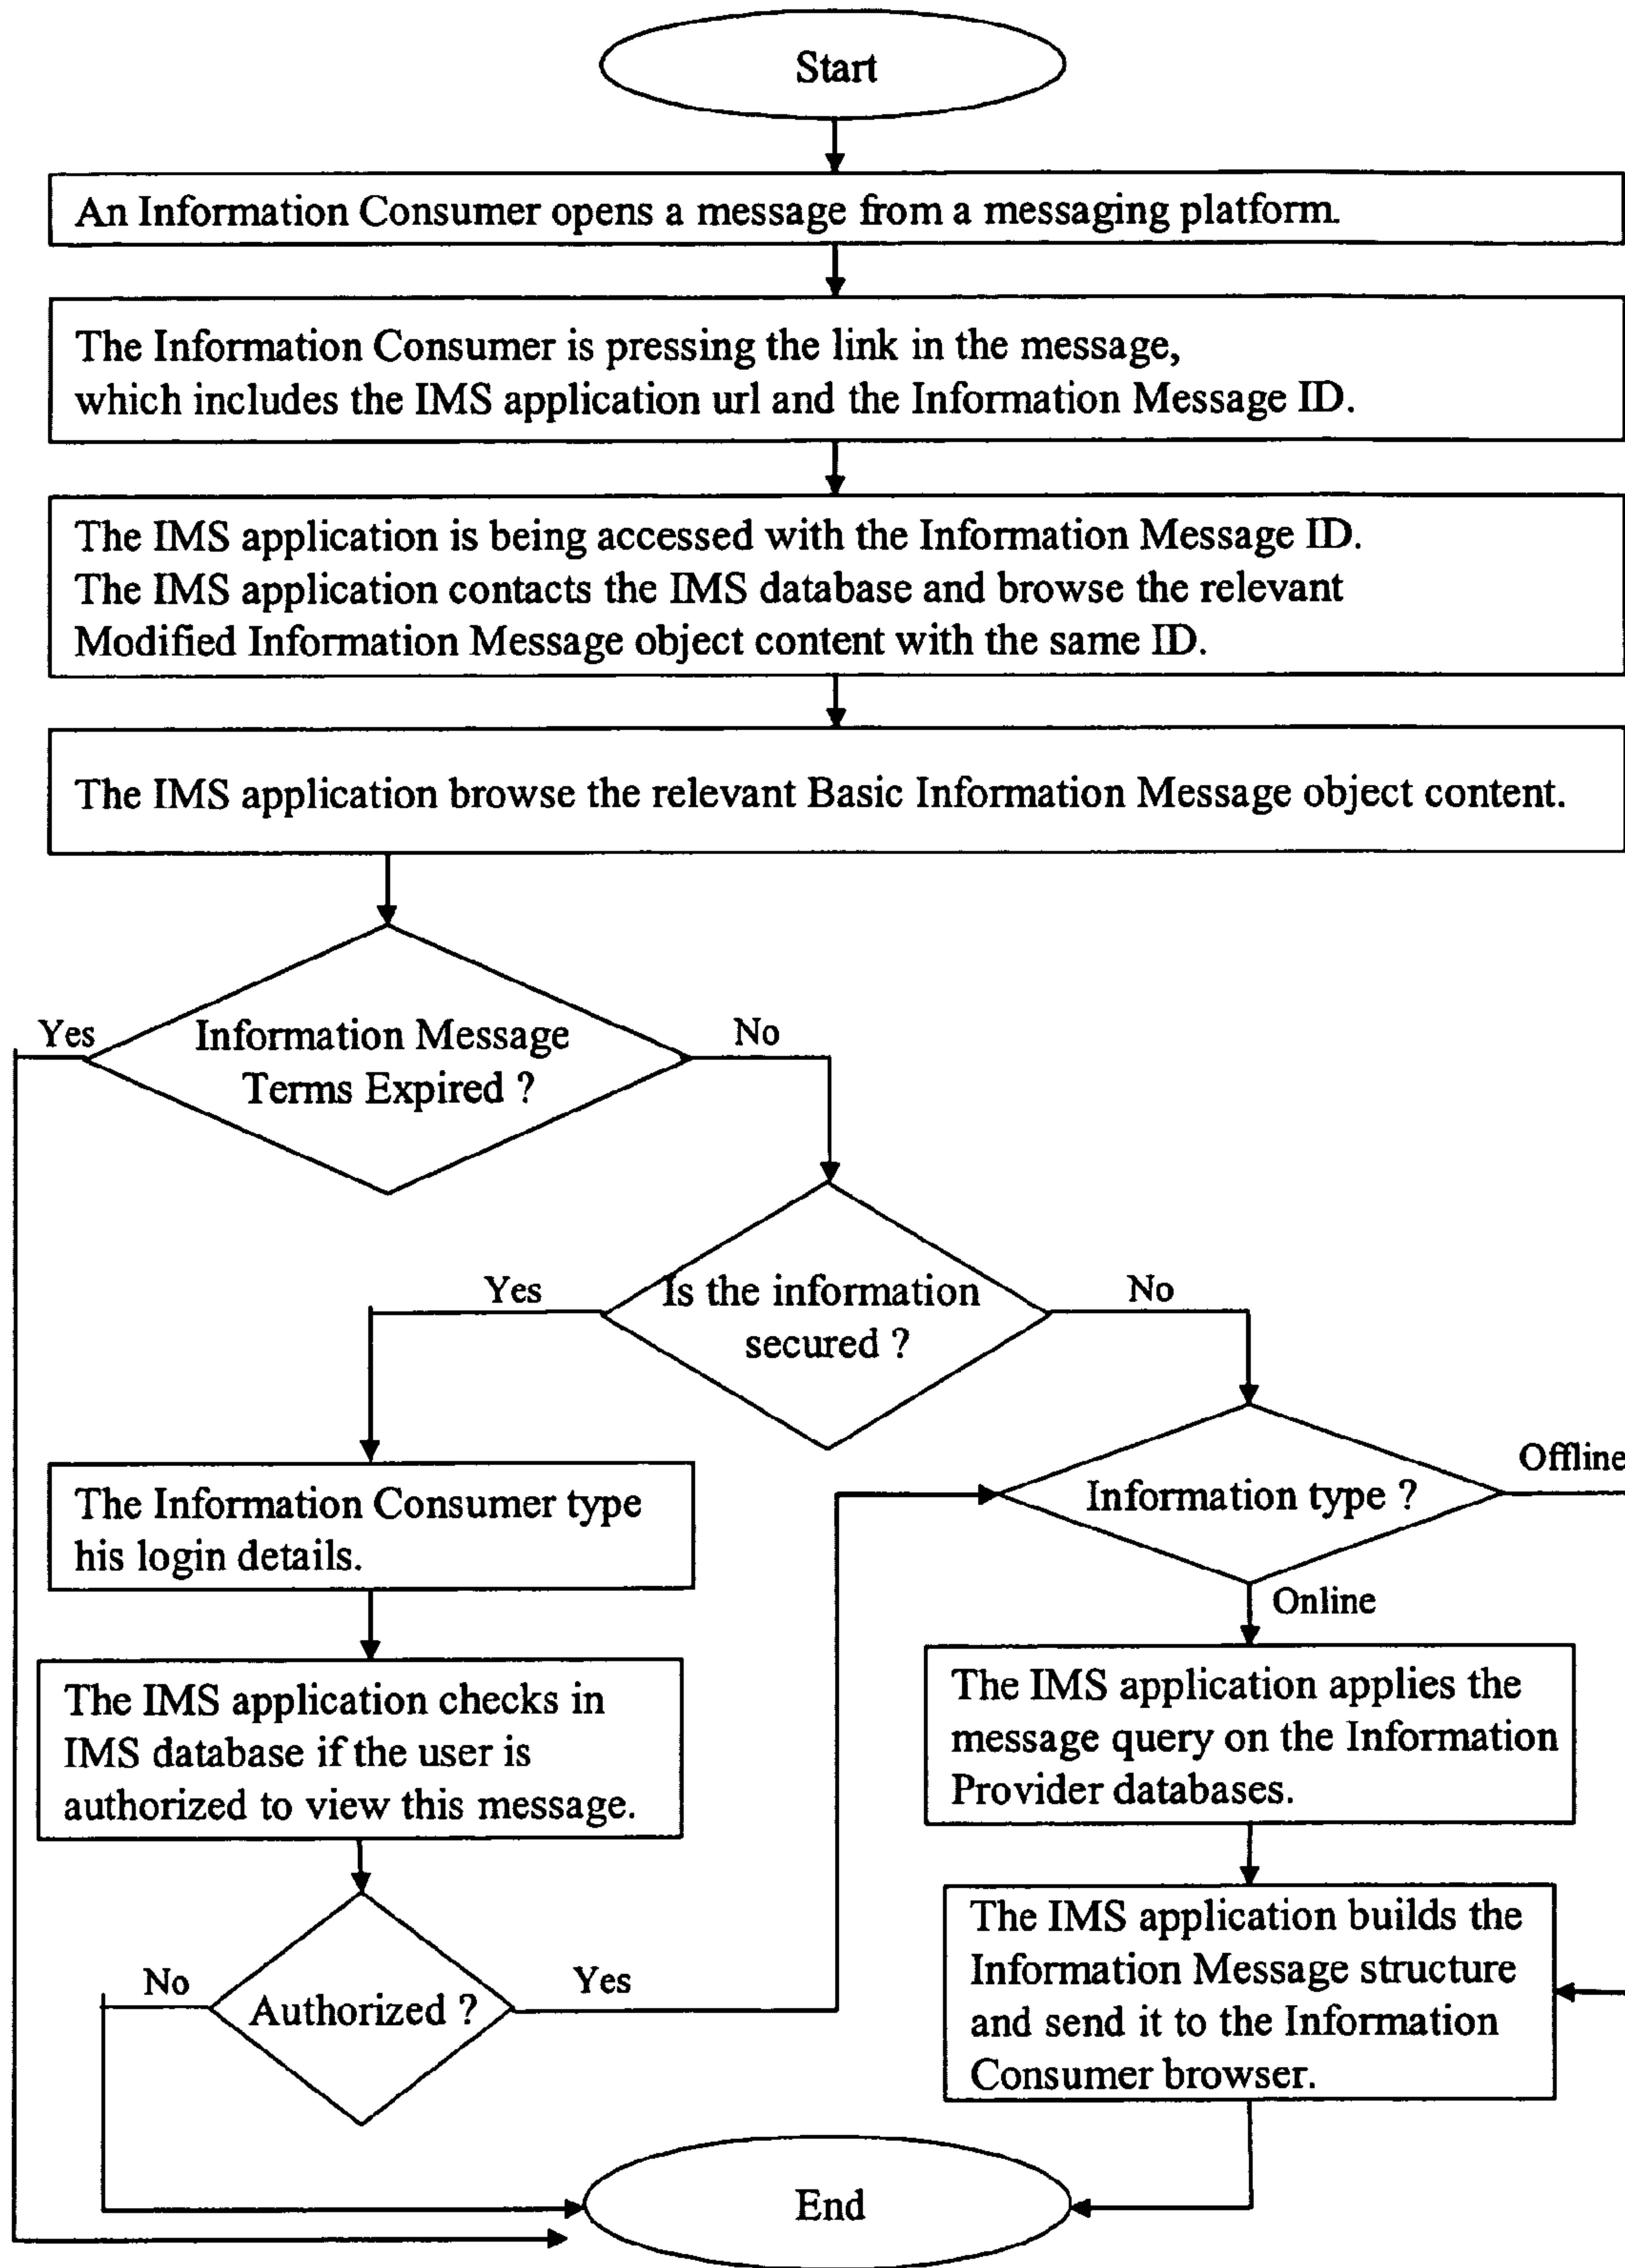 Start
An Information Consumer opens a message from a messaging platform.
The Information Consumer is pressing the link in the message,
which includes the IMS application url and the Information Message ID.
The IMS application is being accessed with the Information Message ID.
The IMS application contacts the IMS database and browse the relevant
Modified Information Message object content with the same ID.
The IMS application browse the relevant Basic Information Message object content.
Yes
Information Message
Terms Expired ?
No
Yes
Is the information
secured ?
No
The Information Consumer type
his login details.
Information type ?
Offline
Online
The IMS application checks in
IMS database if the user is
authorized to view this message.
The IMS application applies the
message query on the Information
Provider databases.
No
Authorized ?
Yes
The IMS application builds the
Information Message structure
and send it to the Information
Consumer browser.
End